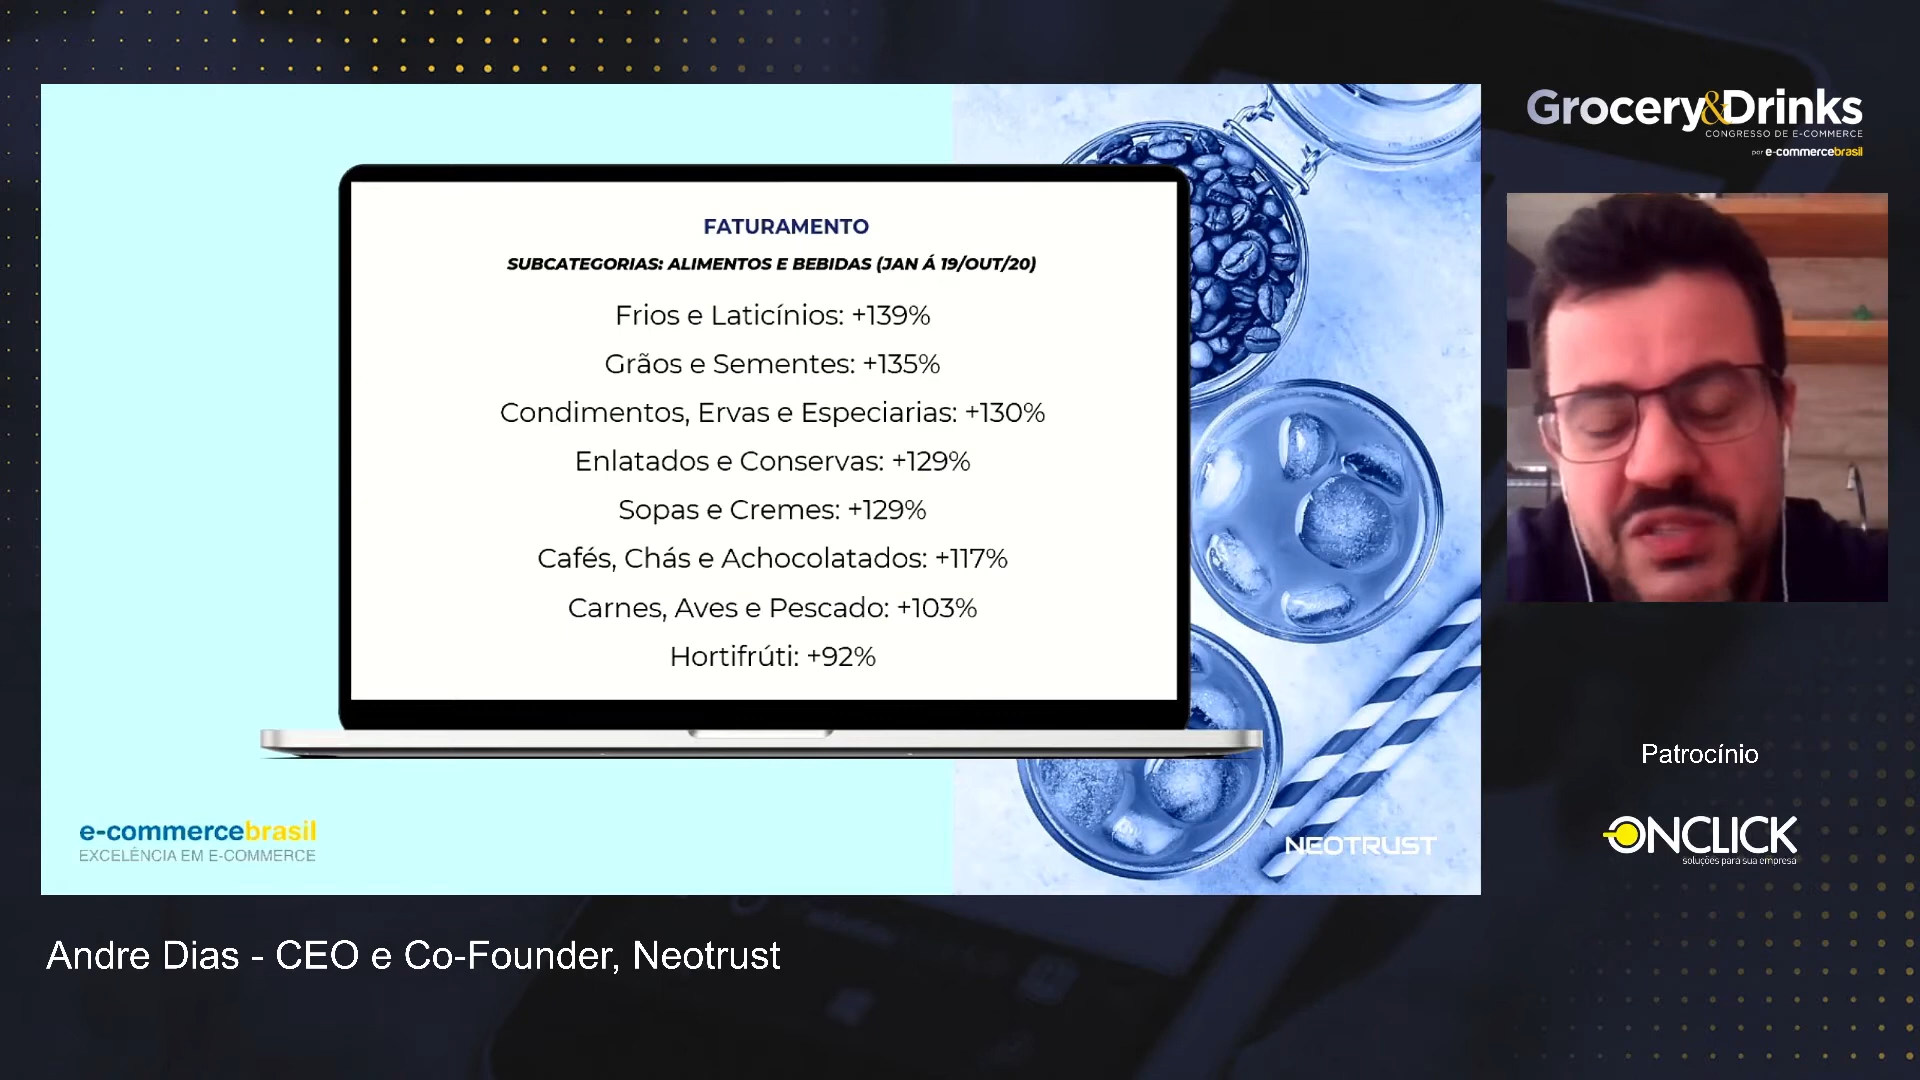 Grocery&Drinks
CONGRESSO DE E-COMMERCE
por e-commercebrasil
FATURAMENTO
SUBCATEGORIAS: ALIMENTOS E BEBIDAS (JAN Á 19/OUT/20)
Frios e Laticínios: +139%
Grãos e Sementes: +135%
Condimentos, Ervas e Especiarias: +130%
Enlatados e Conservas: +129%
Sopas e Cremes: +129%
Cafés, Chás e Achocolatados: +117%
Carnes, Aves e Pescado: +103%
Hortifrúti: +92%
e-commercebrasil
EXCELÊNCIA EM E-COMMERCE
NEOTRUST
Patrocínio
ONCLICK
soluções para sua empresa
Andre Dias - CEO e Co-Founder, Neotrust